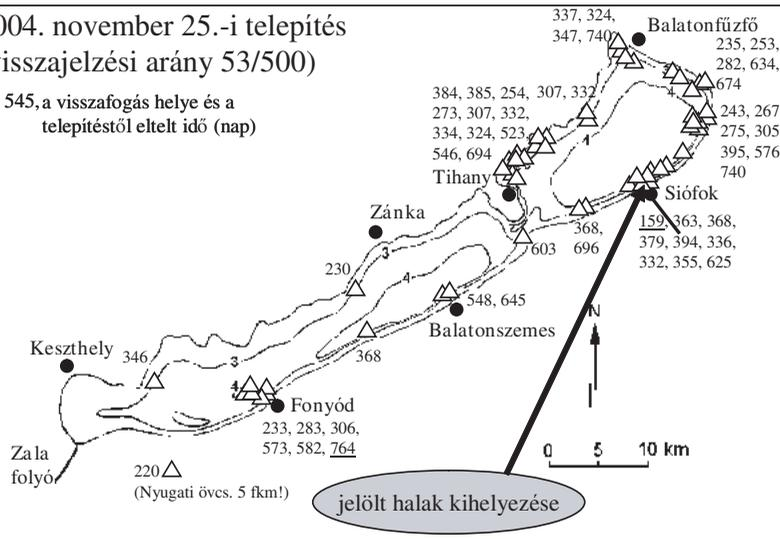 004. november 25.-i telepítés
visszajelzési arány 53/500)
545, a visszafogás helye és a
telepítéstől eltelt idő (nap)
337, 324,
347, 740
Balatonfűzfő
235, 253,
282, 634,
674
384, 385, 254, 307, 332
273, 307, 332,
334, 324, 523,
546, 694
243, 267
275, 305
395, 576
740
4
4
Tihany
Siófok
159, 363, 368,
379, 394, 336,
332, 355, 625
368,
696
603
Zánka
3
230
4
548, 645
Balatonszemes
N
Keszthely
346
3
368
4
Fonyód
233, 283, 306,
573, 582, 764
Zala
folyó
220
(Nyugati övcs. 5 fkm!)
0 5 10 km
jelölt halak kihelyezése